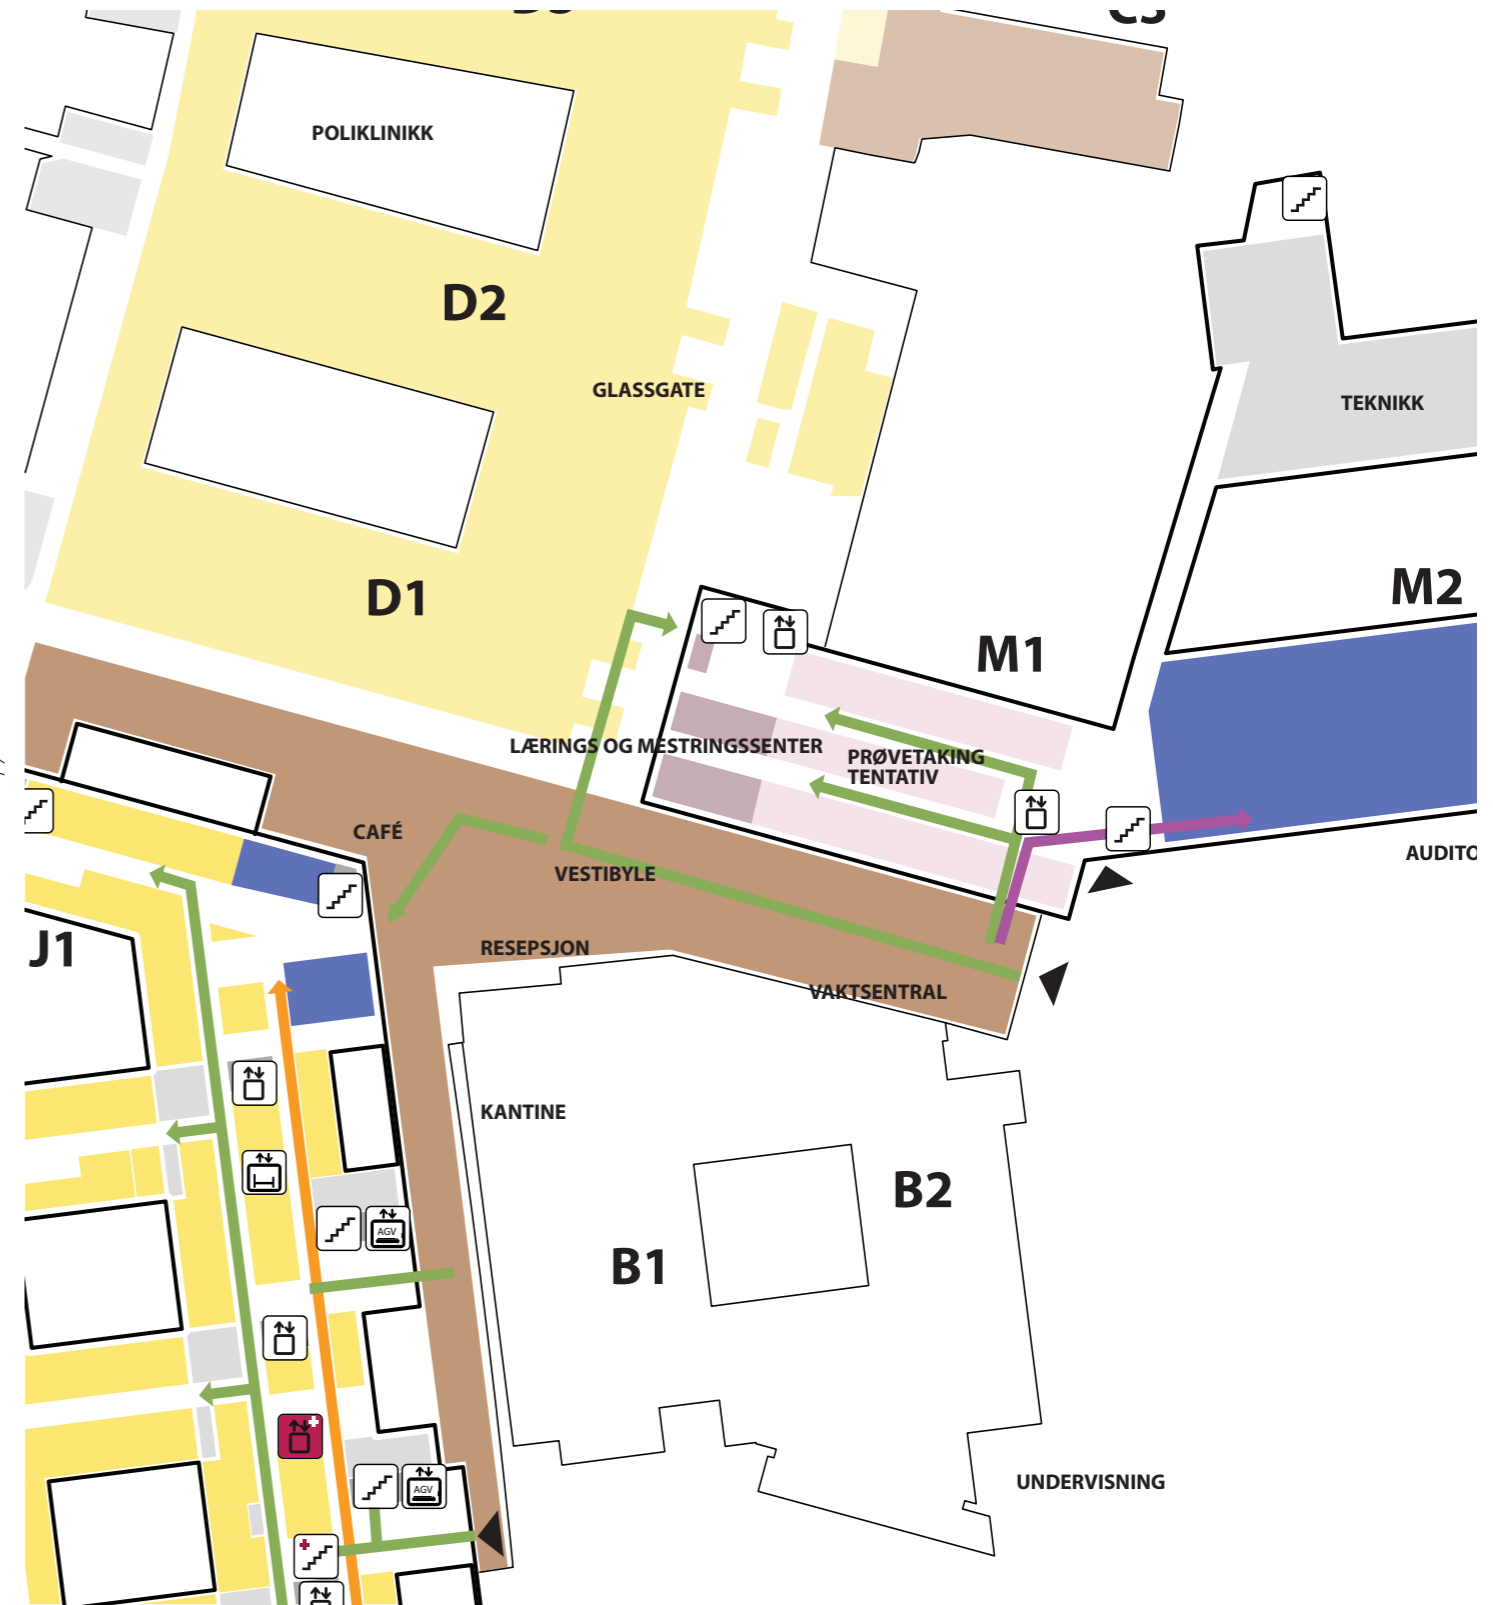 POLIKLINIKK
D2
GLASSGATE
TEKNIKK
D1
M2
M1
LÆRINGS OG MESTRINGSSENTER
PRØVETAKING
TENTATIV
CAFÉ
AUDITO
VESTIBYLE
J1
RESEPSJON
VAKTSENTRAL
KANTINE
B2
AGV
B1
AGV
UNDERVISNING